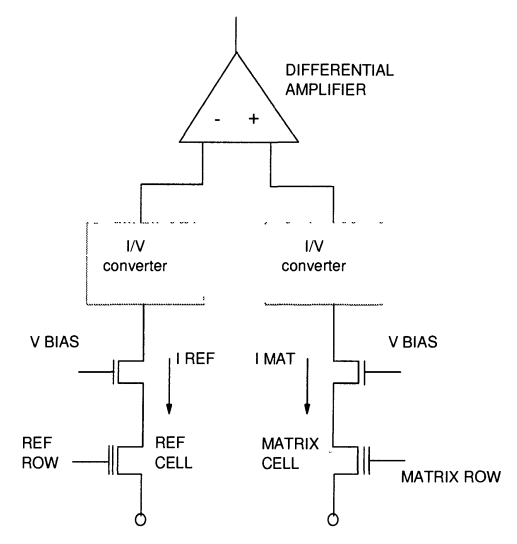 DIFFERENTIAL
AMPLIFIER
- +
I/V
converter
I/V
converter
V BIAS
I REF
I MAT
V BIAS
REF
ROW
REF
CELL
MATRIX
CELL
MATRIX ROW